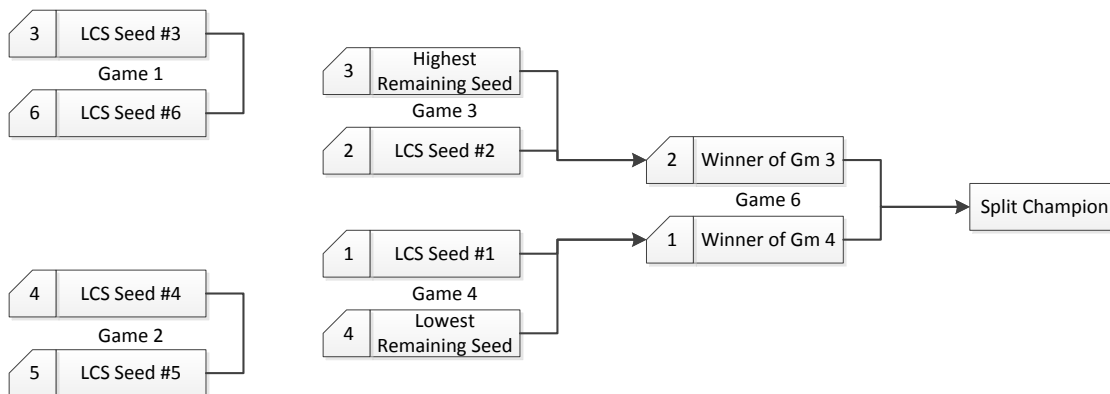 3 LCS Seed #3
Game 1
6 LCS Seed #6
4 LCS Seed #4
Game 2
5 LCS Seed #5
3 Highest
Remaining Seed
Game 3
2 LCS Seed #2
1 LCS Seed #1
Game 4
4 Lowest
Remaining Seed
2 Winner of Gm 3
Game 6
1 Winner of Gm 4
Split Champion